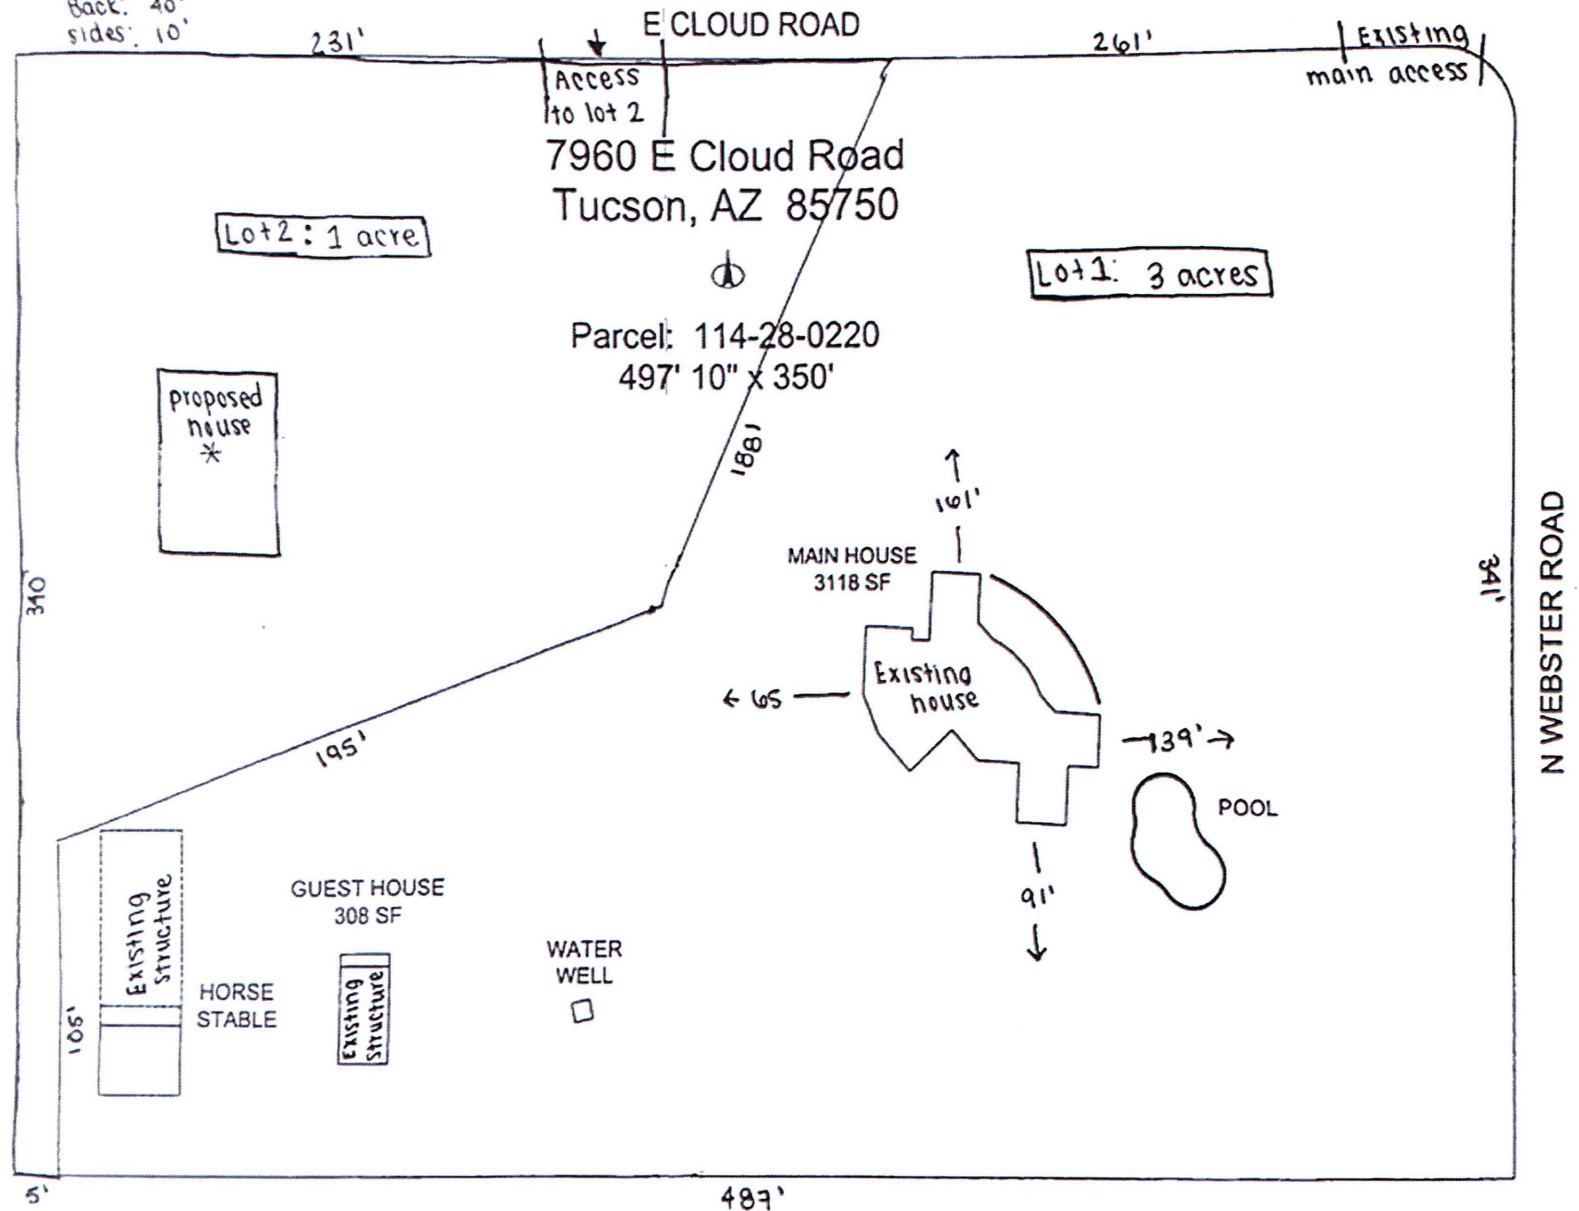 Back: 40'
sides: 10'
231'
E CLOUD ROAD
261'
Existing
main access
Access
to lot 2
7960 E Cloud Road
Tucson, AZ 85750
Lot 2: 1 acre
Lot 1: 3 acres
Parcel: 114-28-0220
497' 10" x 350'
proposed
house
*
188'
161'
MAIN HOUSE
3118 SF
340'
341'
N WEBSTER ROAD
Existing
house
65
139'
195'
POOL
91'
Existing
structure
GUEST HOUSE
308 SF
WATER
WELL
HORSE
STABLE
Existing
structure
105'
5'
487'